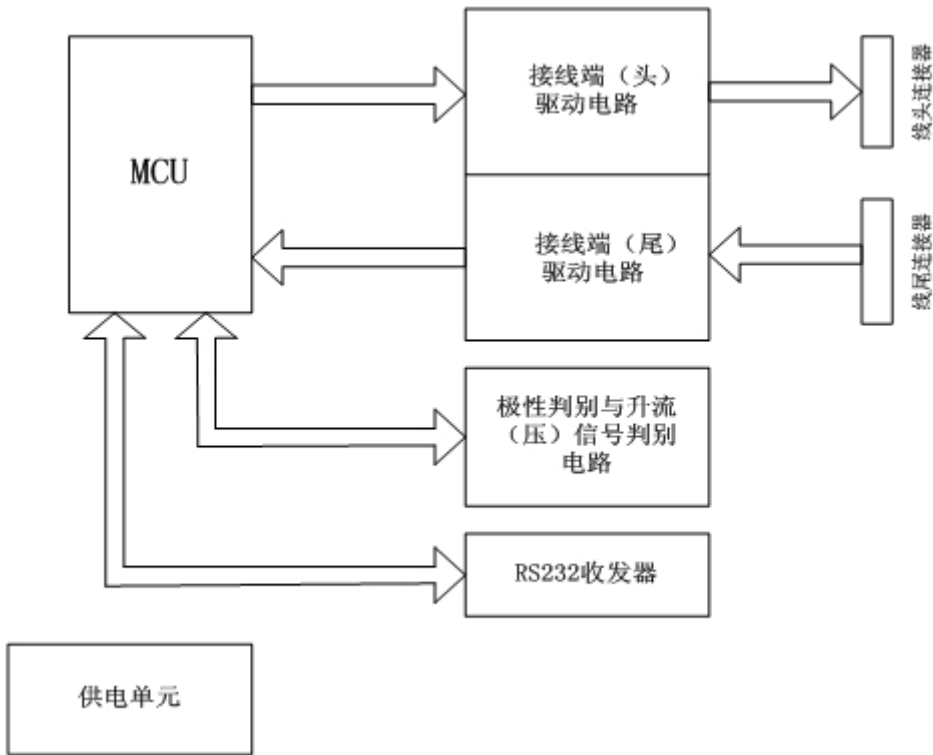 MCU
接线端（头）
驱动电路
线头连接器
接线端（尾）
驱动电路
线尾连接器
极性判别与升流
（压）信号判别
电路
RS232收发器
供电单元